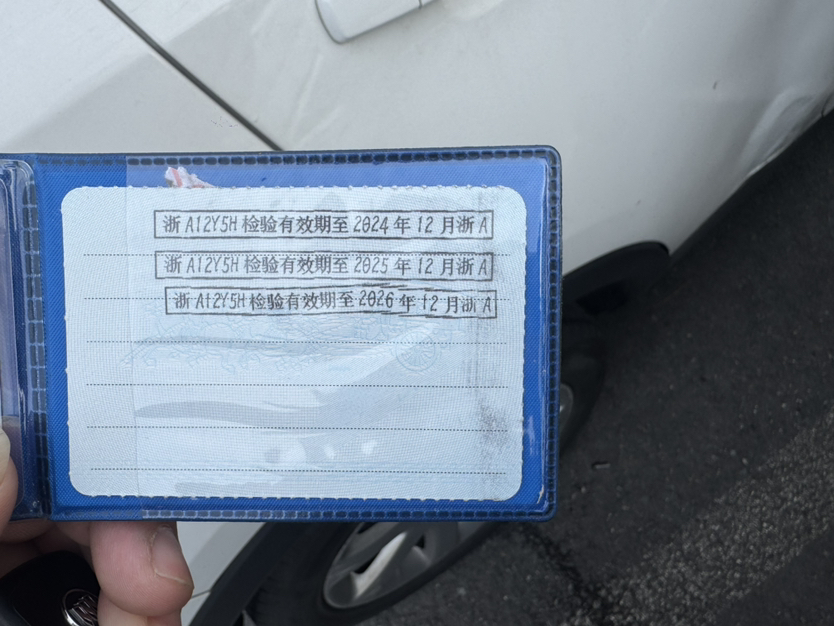 浙 A12Y5H 检验有效期至 2024 年 12 月浙 A
浙 A12Y5H 检验有效期至 2025 年 12 月浙 A
浙 A12Y5H 检验有效期至 2026 年 12 月浙 A